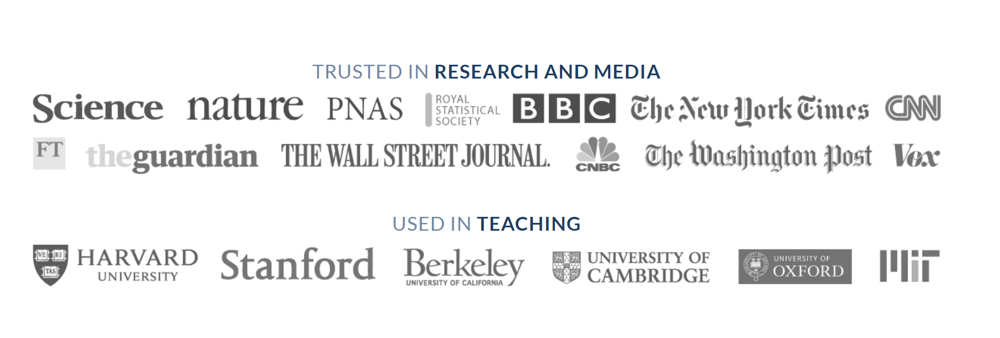 TRUSTED IN RESEARCH AND MEDIA
Science nature PNAS ROYAL STATISTICAL SOCIETY BBC The New York Times CNN
FT theguardian THE WALL STREET JOURNAL. CNBC The Washington Post Vox
USED IN TEACHING
VE RI TAS HARVARD UNIVERSITY Stanford Berkeley UNIVERSITY OF CALIFORNIA UNIVERSITY OF CAMBRIDGE UNIVERSITY OF OXFORD MIT